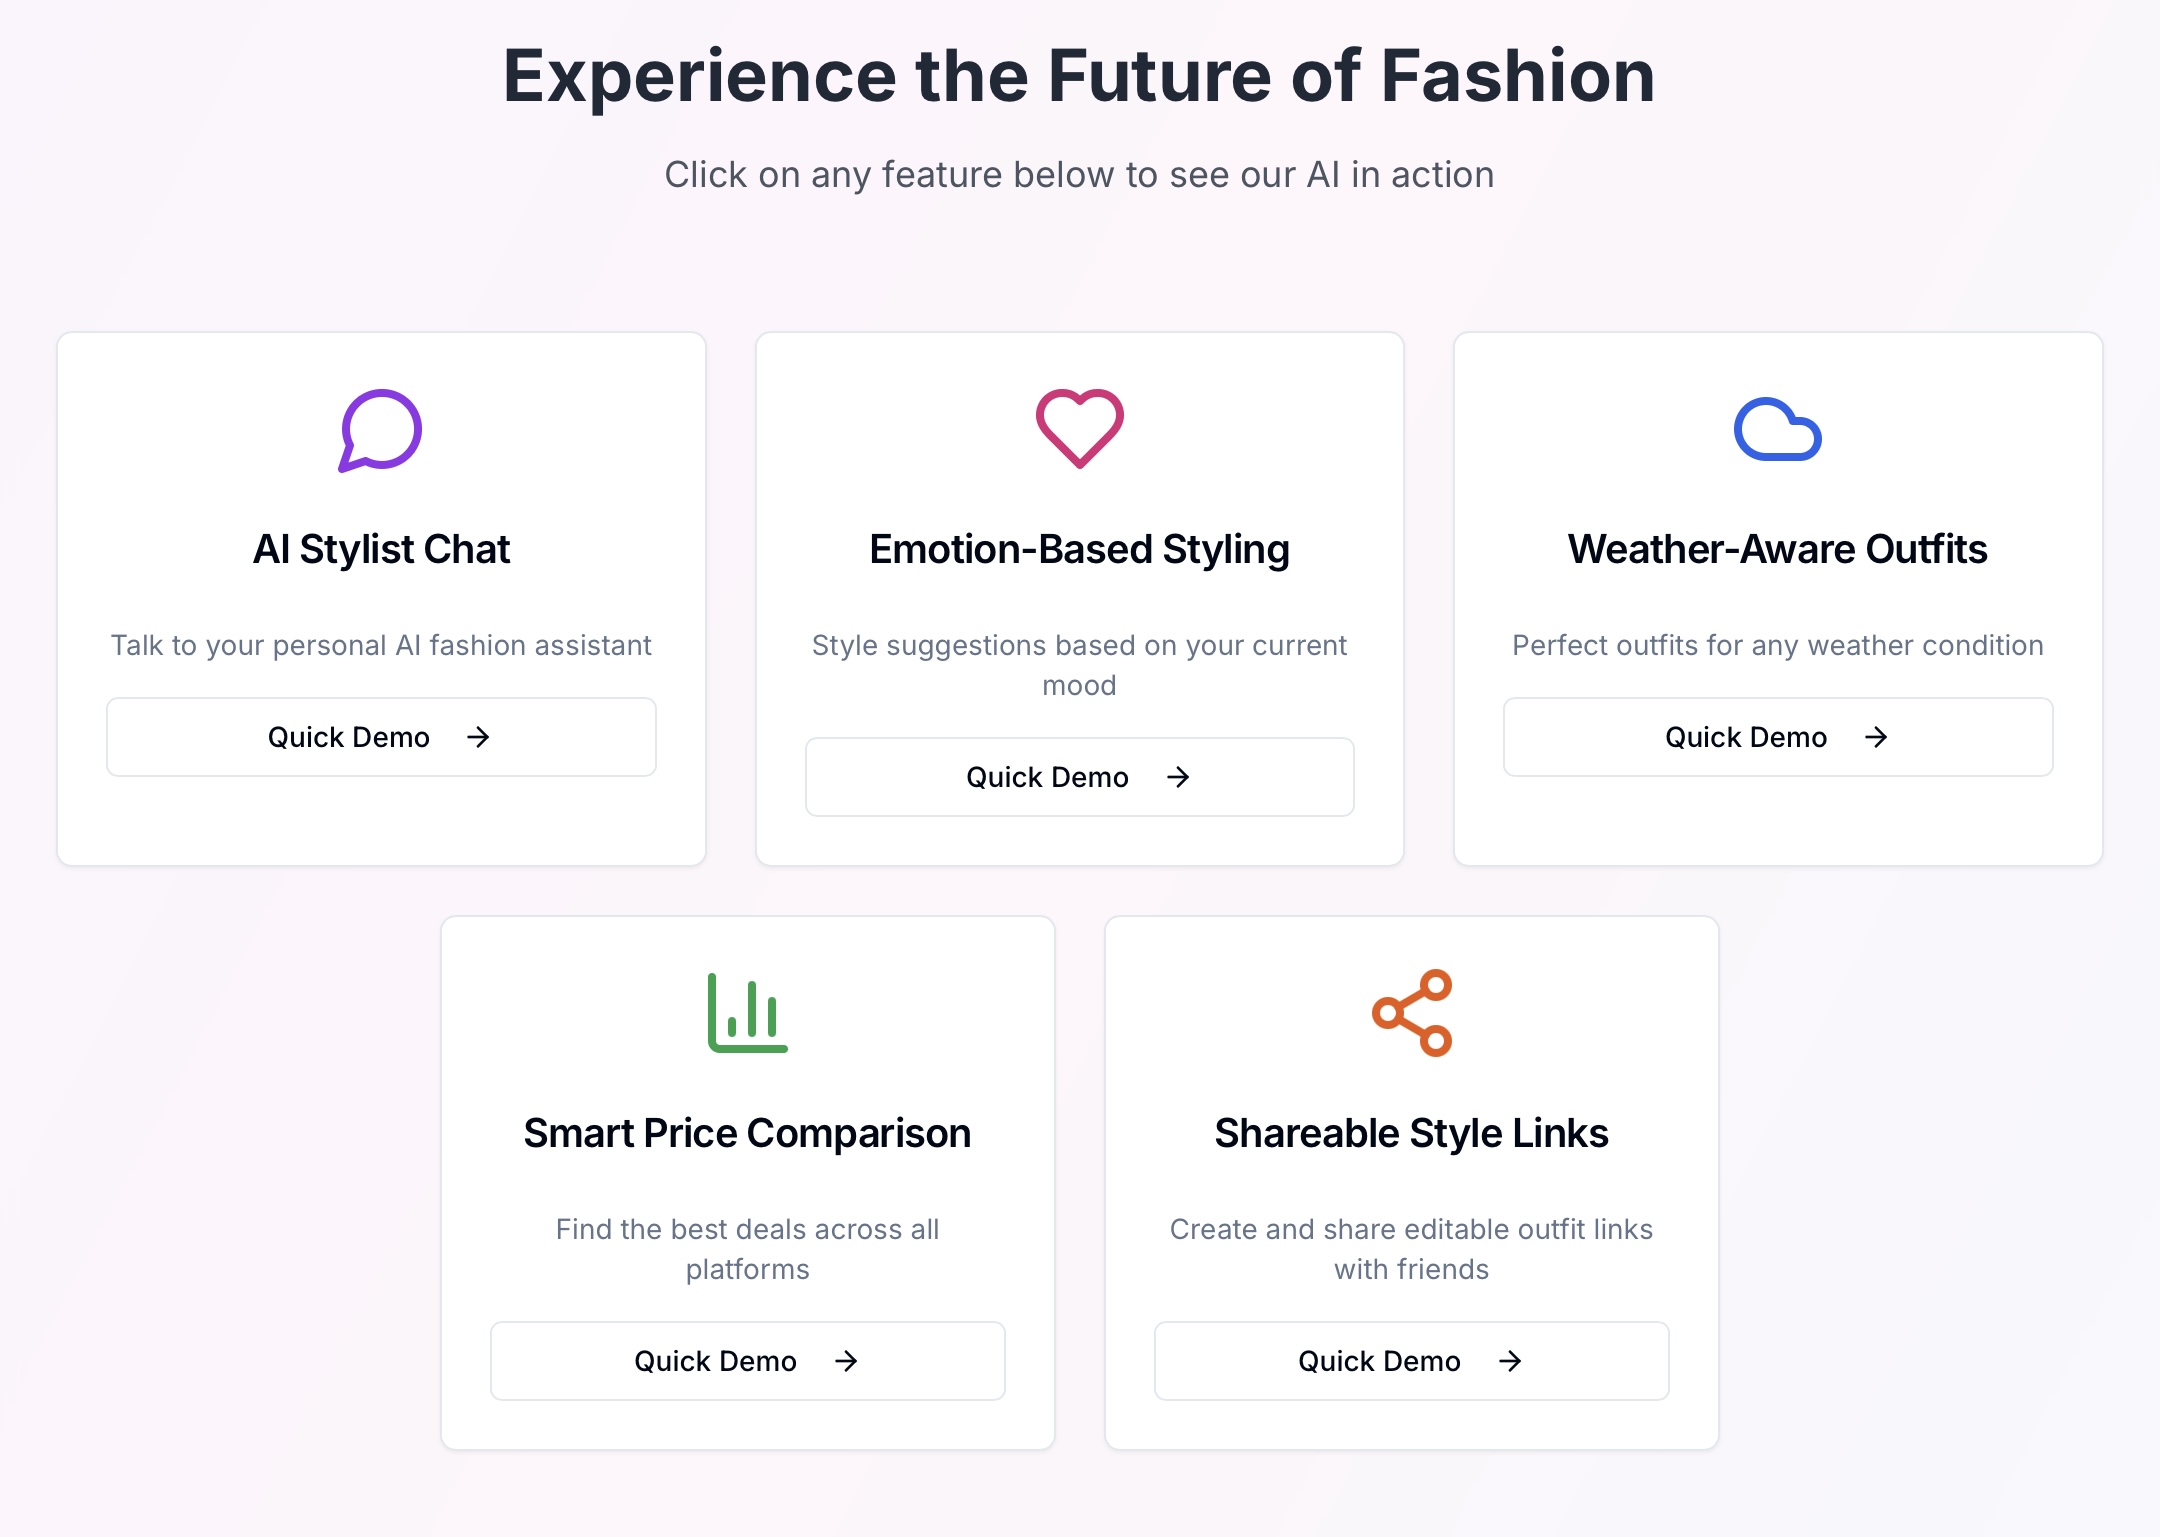 Experience the Future of Fashion
Click on any feature below to see our AI in action
AI Stylist Chat
Talk to your personal AI fashion assistant
Quick Demo →
Emotion-Based Styling
Style suggestions based on your current
mood
Quick Demo →
Weather-Aware Outfits
Perfect outfits for any weather condition
Quick Demo →
Smart Price Comparison
Find the best deals across all
platforms
Quick Demo →
Shareable Style Links
Create and share editable outfit links
with friends
Quick Demo →